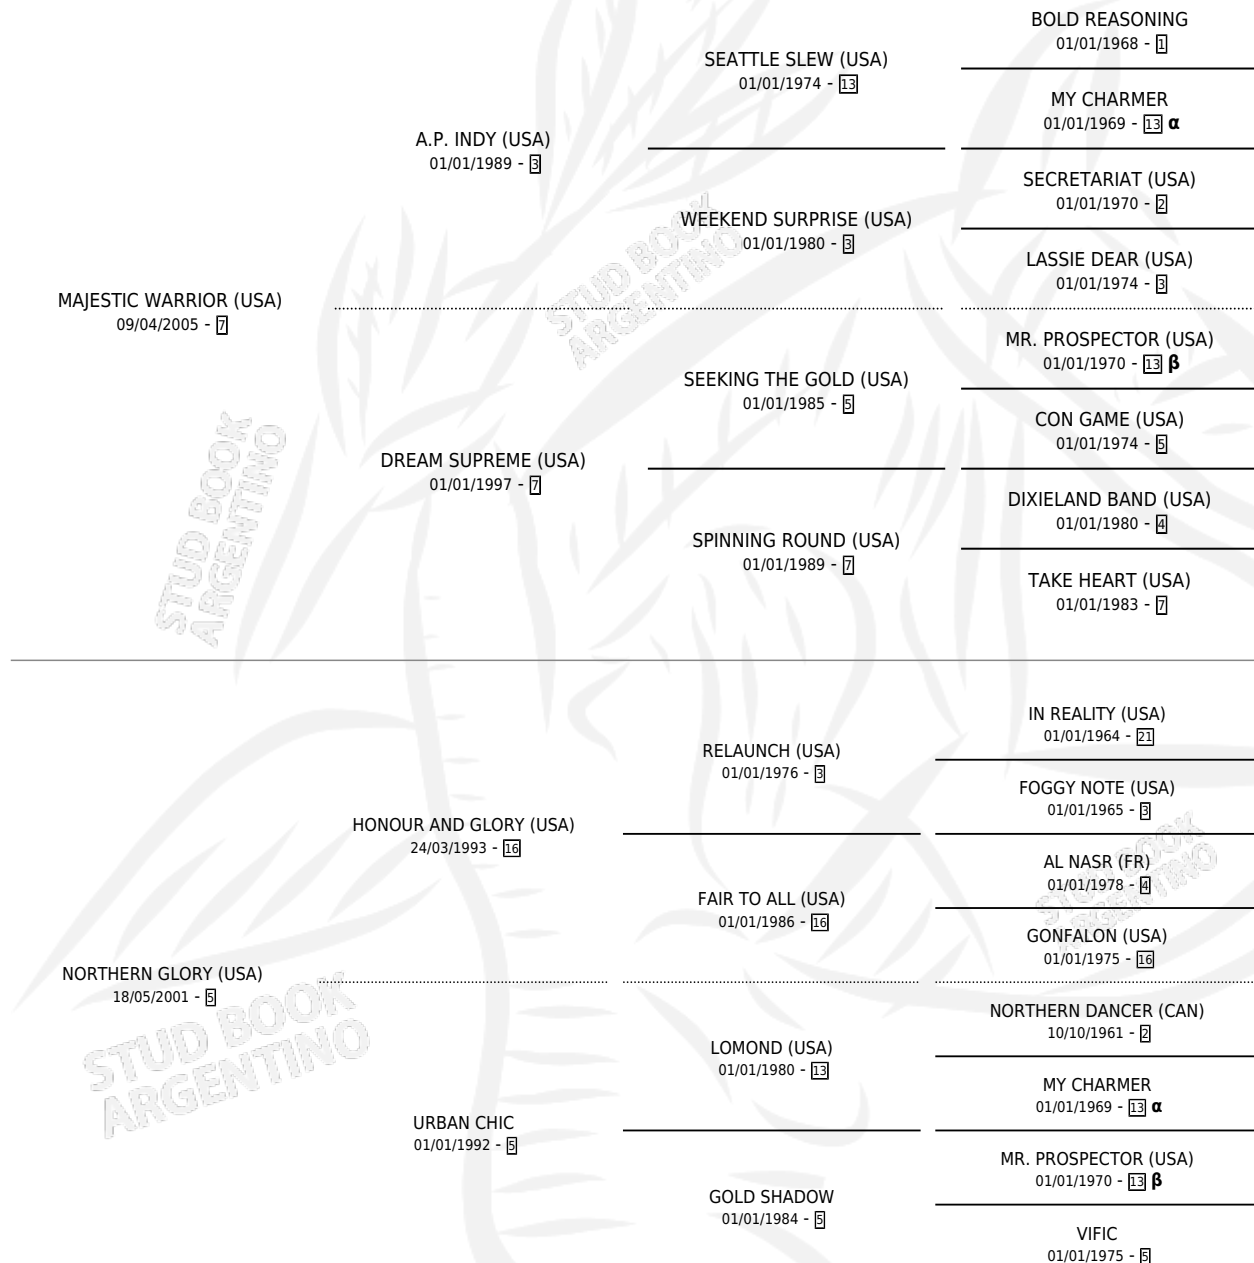 BOLD REASONING
01/01/1968 - 1
SEATTLE SLEW (USA)
01/01/1974 - 13
MY CHARMER
01/01/1969 - 13 α
A.P. INDY (USA)
01/01/1989 - 3
SECRETARIAT (USA)
01/01/1970 - 2
WEEKEND SURPRISE (USA)
01/01/1980 - 3
LASSIE DEAR (USA)
01/01/1974 - 3
STUD BOOK
ARGENTINO
MAJESTIC WARRIOR (USA)
09/04/2005 - 7
MR. PROSPECTOR (USA)
01/01/1970 - 13 β
SEEKING THE GOLD (USA)
01/01/1985 - 5
CON GAME (USA)
01/01/1974 - 5
DREAM SUPREME (USA)
01/01/1997 - 7
STUD BOOK
ARGENTINO
DIXIELAND BAND (USA)
01/01/1980 - 4
SPINNING ROUND (USA)
01/01/1989 - 7
TAKE HEART (USA)
01/01/1983 - 7
IN REALITY (USA)
01/01/1964 - 21
RELAUNCH (USA)
01/01/1976 - 3
FOGGY NOTE (USA)
01/01/1965 - 3
HONOUR AND GLORY (USA)
24/03/1993 - 16
AL NASR (FR)
01/01/1978 - 4
STUD BOOK
ARGENTINO
FAIR TO ALL (USA)
01/01/1986 - 16
GONFALON (USA)
01/01/1975 - 16
NORTHERN GLORY (USA)
18/05/2001 - 5
STUD BOOK
ARGENTINO
NORTHERN DANCER (CAN)
10/10/1961 - 2
LOMOND (USA)
01/01/1980 - 13
MY CHARMER
01/01/1969 - 13 α
URBAN CHIC
01/01/1992 - 5
MR. PROSPECTOR (USA)
01/01/1970 - 13 β
GOLD SHADOW
01/01/1984 - 5
VIFIC
01/01/1975 - 5